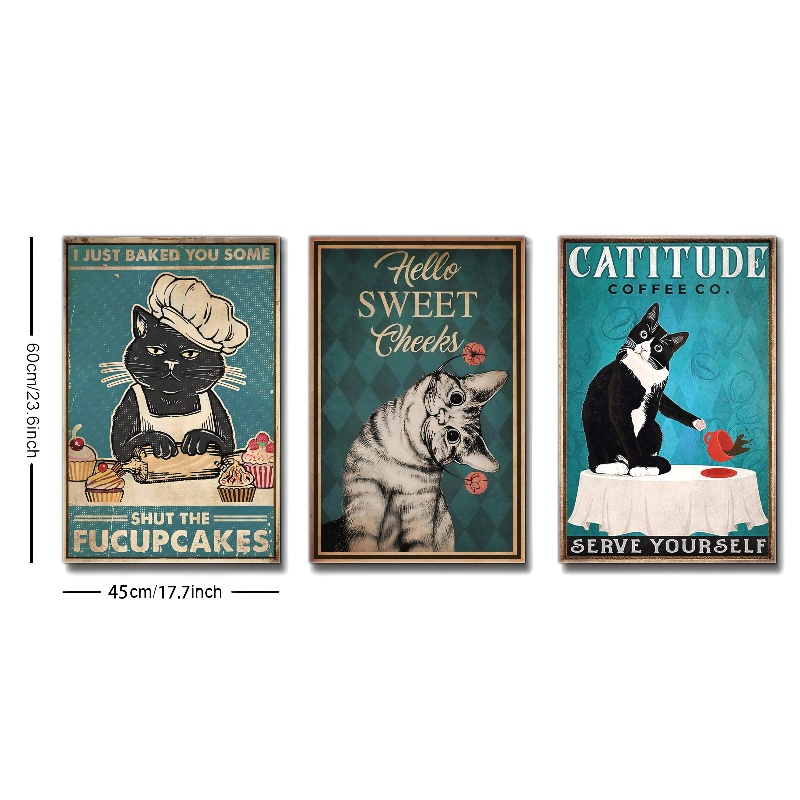 60cm/23.6inch
I JUST BAKED YOU SOME
SHUT THE
FUCUPCAKES
45cm/17.7inch
Hello
SWEET
Cheeks
CATITUDE
COFFEE CO.
SERVE YOURSELF